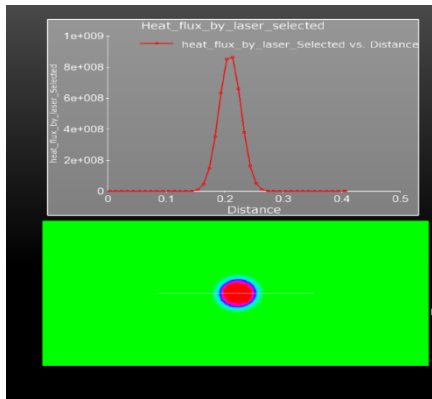 Heat_flux_by_laser_selected
heat_flux_by_laser_Selected vs. Distance
heat_flux_by_laser_Selected
1e+009
8e+008
6e+008
4e+008
2e+008
0
0 0.1 0.2 0.3 0.4 0.5
Distance